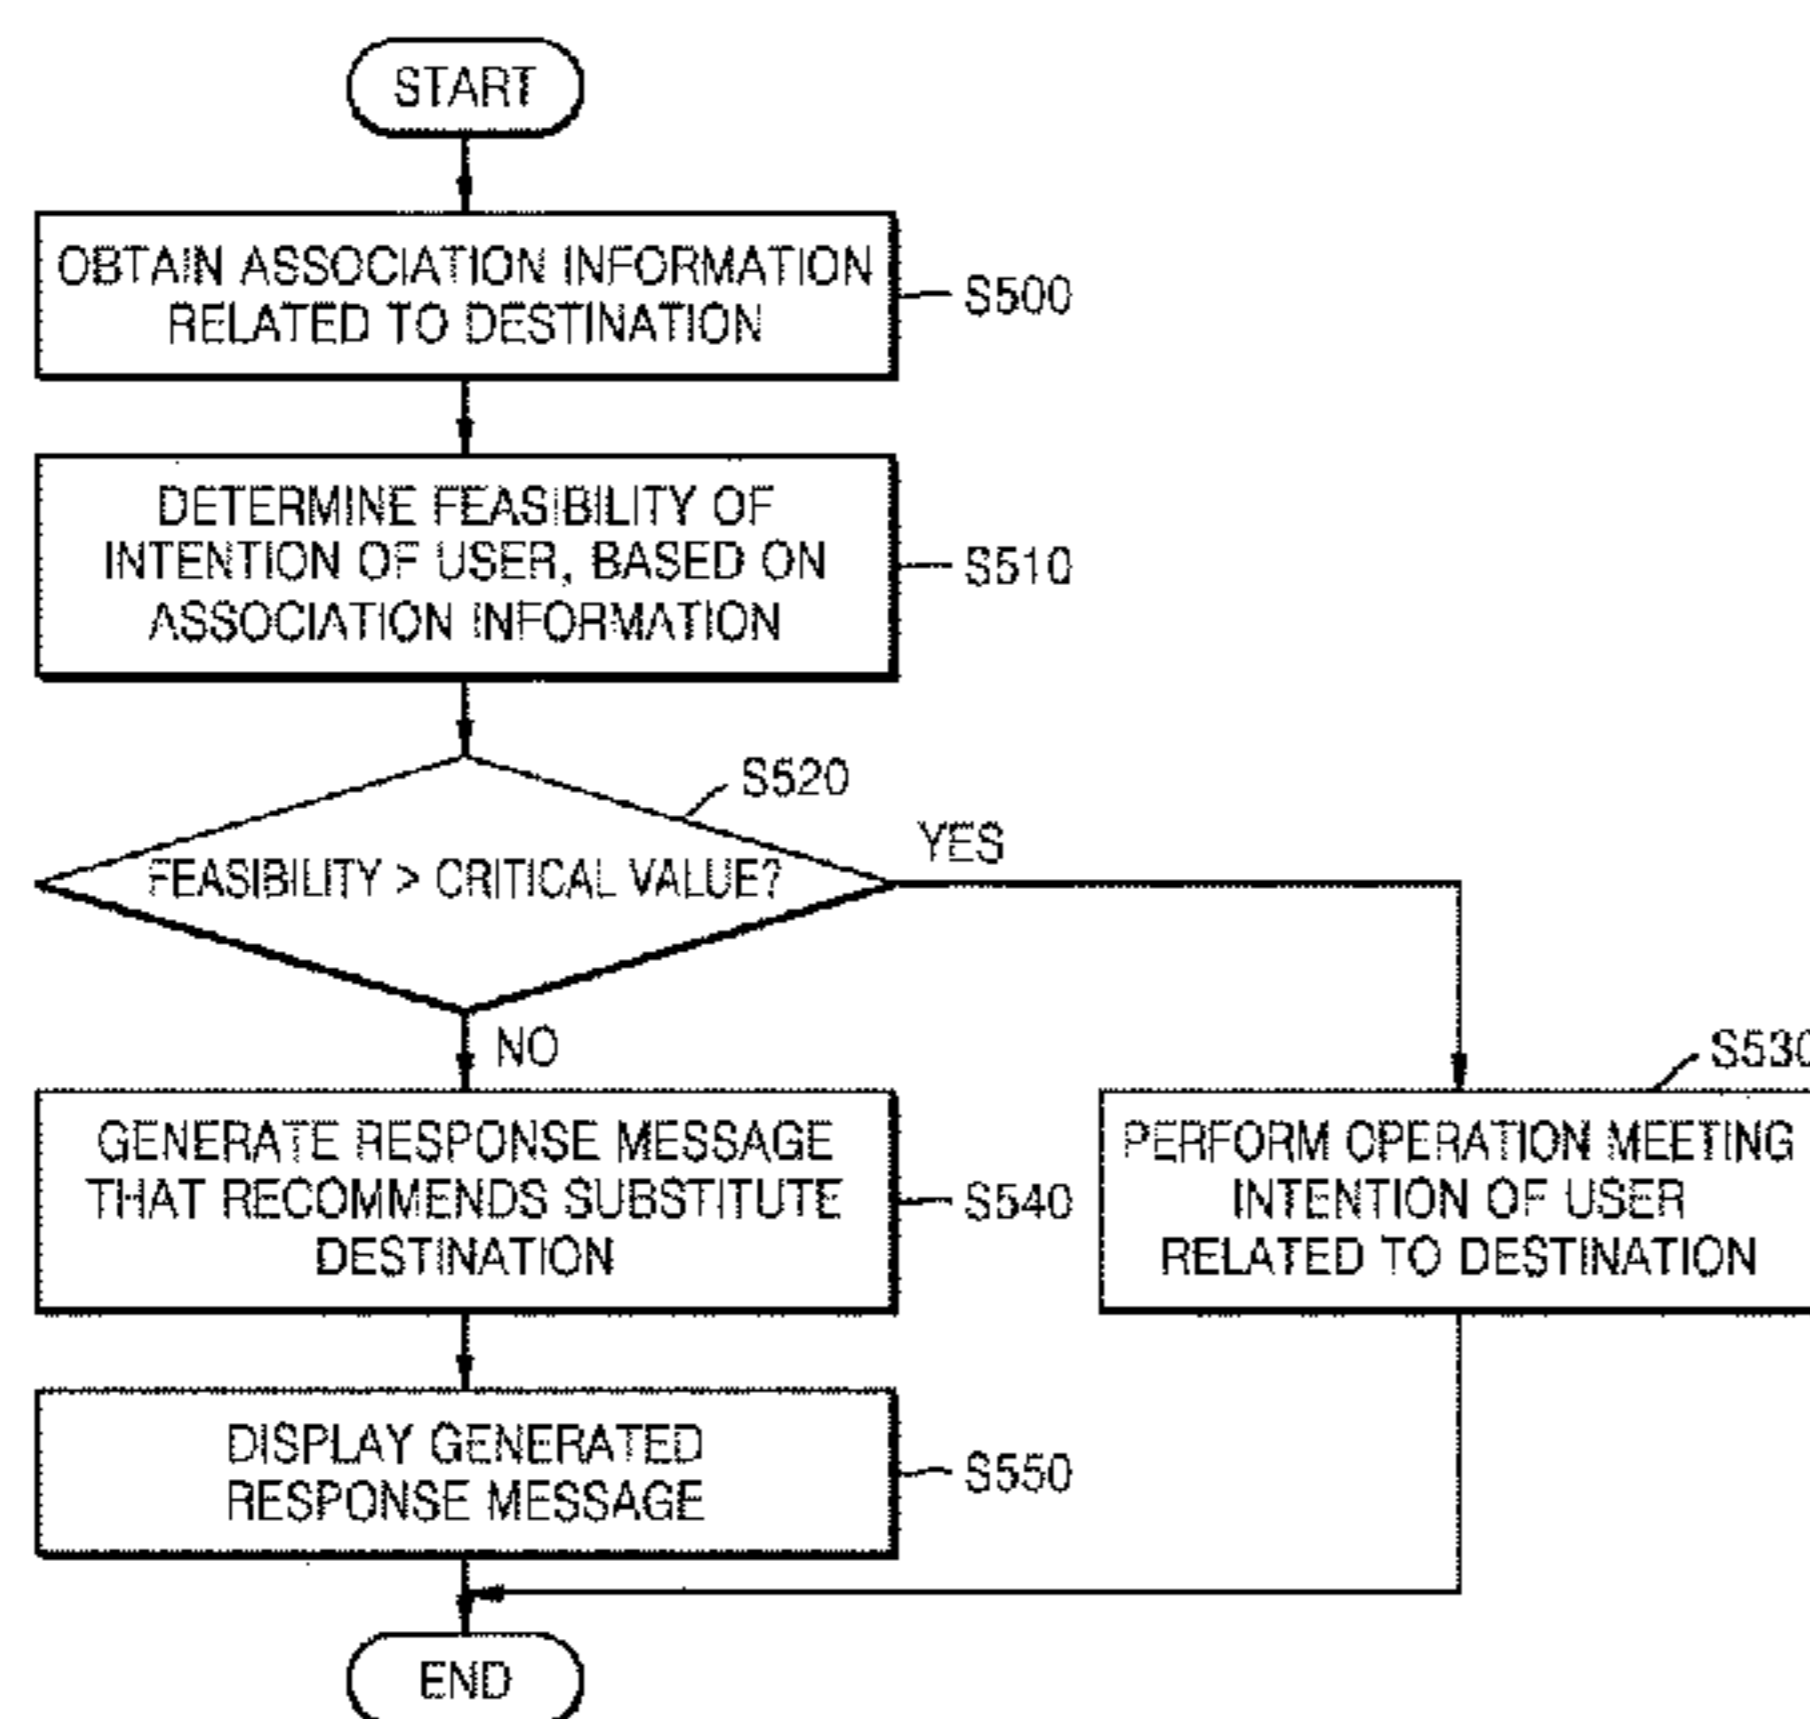 START
OBTAIN ASSOCIATION INFORMATION
RELATED TO DESTINATION
S500
DETERMINE FEASIBILITY OF
INTENTION OF USER, BASED ON
ASSOCIATION INFORMATION
S510
S520
FEASIBILITY > CRITICAL VALUE?
YES
NO
S530
PERFORM OPERATION MEETING
INTENTION OF USER
RELATED TO DESTINATION
GENERATE RESPONSE MESSAGE
THAT RECOMMENDS SUBSTITUTE
DESTINATION
S540
DISPLAY GENERATED
RESPONSE MESSAGE
S550
END